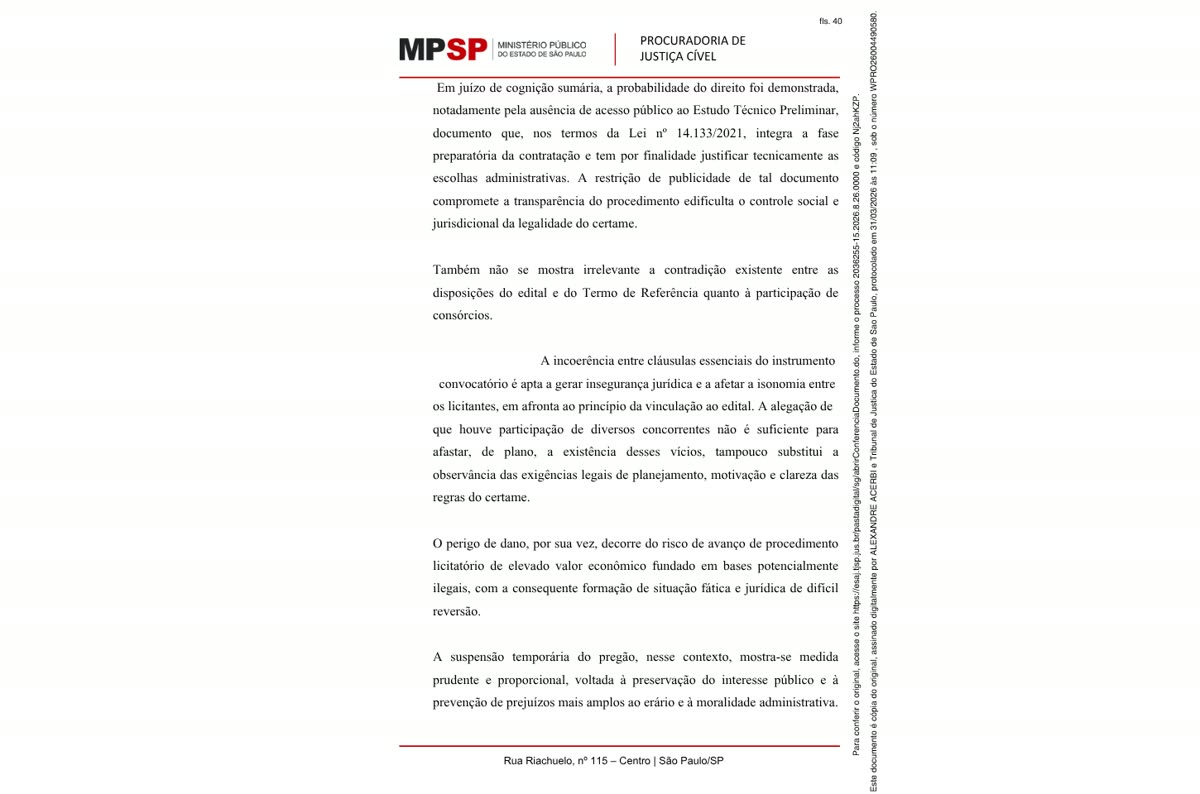 fls. 40
MPSP MINISTÉRIO PÚBLICO
DO ESTADO DE SÃO PAULO
PROCURADORIA DE
JUSTIÇA CÍVEL
Em juízo de cognição sumária, a probabilidade do direito foi demonstrada,
notadamente pela ausência de acesso público ao Estudo Técnico Preliminar,
documento que, nos termos da Lei nº 14.133/2021, integra a fase
preparatória da contratação e tem por finalidade justificar tecnicamente as
escolhas administrativas. A restrição de publicidade de tal documento
compromete a transparência do procedimento edificulta o controle social e
jurisdicional da legalidade do certame.
Também não se mostra irrelevante a contradição existente entre as
disposições do edital e do Termo de Referência quanto à participação de
consórcios.
A incoerência entre cláusulas essenciais do instrumento
convocatório é apta a gerar insegurança jurídica e a afetar a isonomia entre
os licitantes, em afronta ao princípio da vinculação ao edital. A alegação de
que houve participação de diversos concorrentes não é suficiente para
afastar, de plano, a existência desses vícios, tampouco substitui a
observância das exigências legais de planejamento, motivação e clareza das
regras do certame.
O perigo de dano, por sua vez, decorre do risco de avanço de procedimento
licitatório de elevado valor econômico fundado em bases potencialmente
ilegais, com a consequente formação de situação fática e jurídica de difícil
reversão.
A suspensão temporária do pregão, nesse contexto, mostra-se medida
prudente e proporcional, voltada à preservação do interesse público e à
prevenção de prejuízos mais amplos ao erário e à moralidade administrativa.
Rua Riachuelo, nº 115 – Centro | São Paulo/SP
Para conferir o original, acesse o site https://esaj.tjsp.jus.br/pastadigital/sg/abrirConferenciaDocumento.do, informe o processo 2036255-15.2026.8.26.0000 e código Nj2ahKZP.
Este documento é cópia do original, assinado digitalmente por ALEXANDRE ACERBI e Tribunal de Justica do Estado de Sao Paulo, protocolado em 31/03/2026 às 11:09 , sob o número WPRO26004490580.